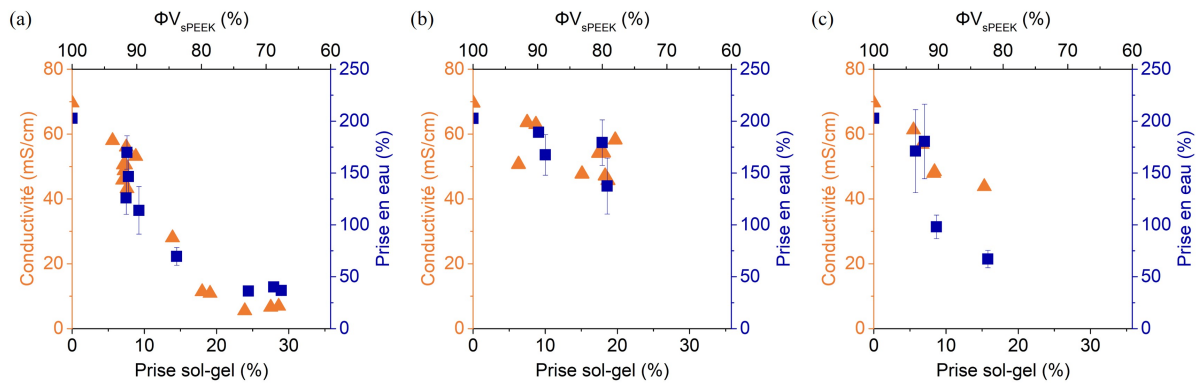 (a)
ΦV_sPEEK (%)
100 90 80 70 60
Conductivité (mS/cm)
80
60
40
20
0
250
200
150
100
50
0
Prise en eau (%)
0 10 20 30
Prise sol-gel (%)
(b)
ΦV_sPEEK (%)
100 90 80 70 60
Conductivité (mS/cm)
80
60
40
20
0
250
200
150
100
50
0
Prise en eau (%)
0 10 20 30
Prise sol-gel (%)
(c)
ΦV_sPEEK (%)
100 90 80 70 60
Conductivité (mS/cm)
80
60
40
20
0
250
200
150
100
50
0
Prise en eau (%)
0 10 20 30
Prise sol-gel (%)